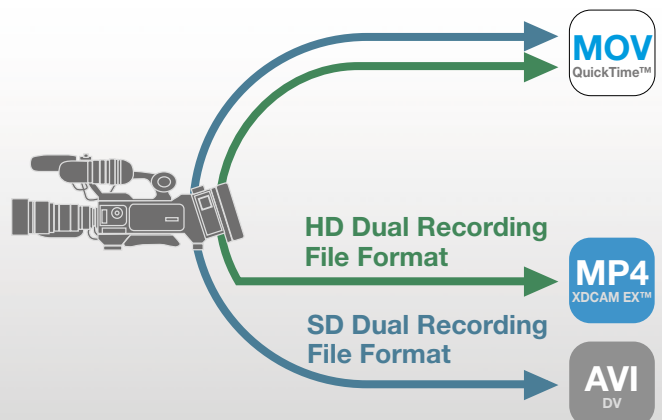 MOV
QuickTime™
HD Dual Recording
File Format
MP4
XDCAM EX™
SD Dual Recording
File Format
AVI
DV